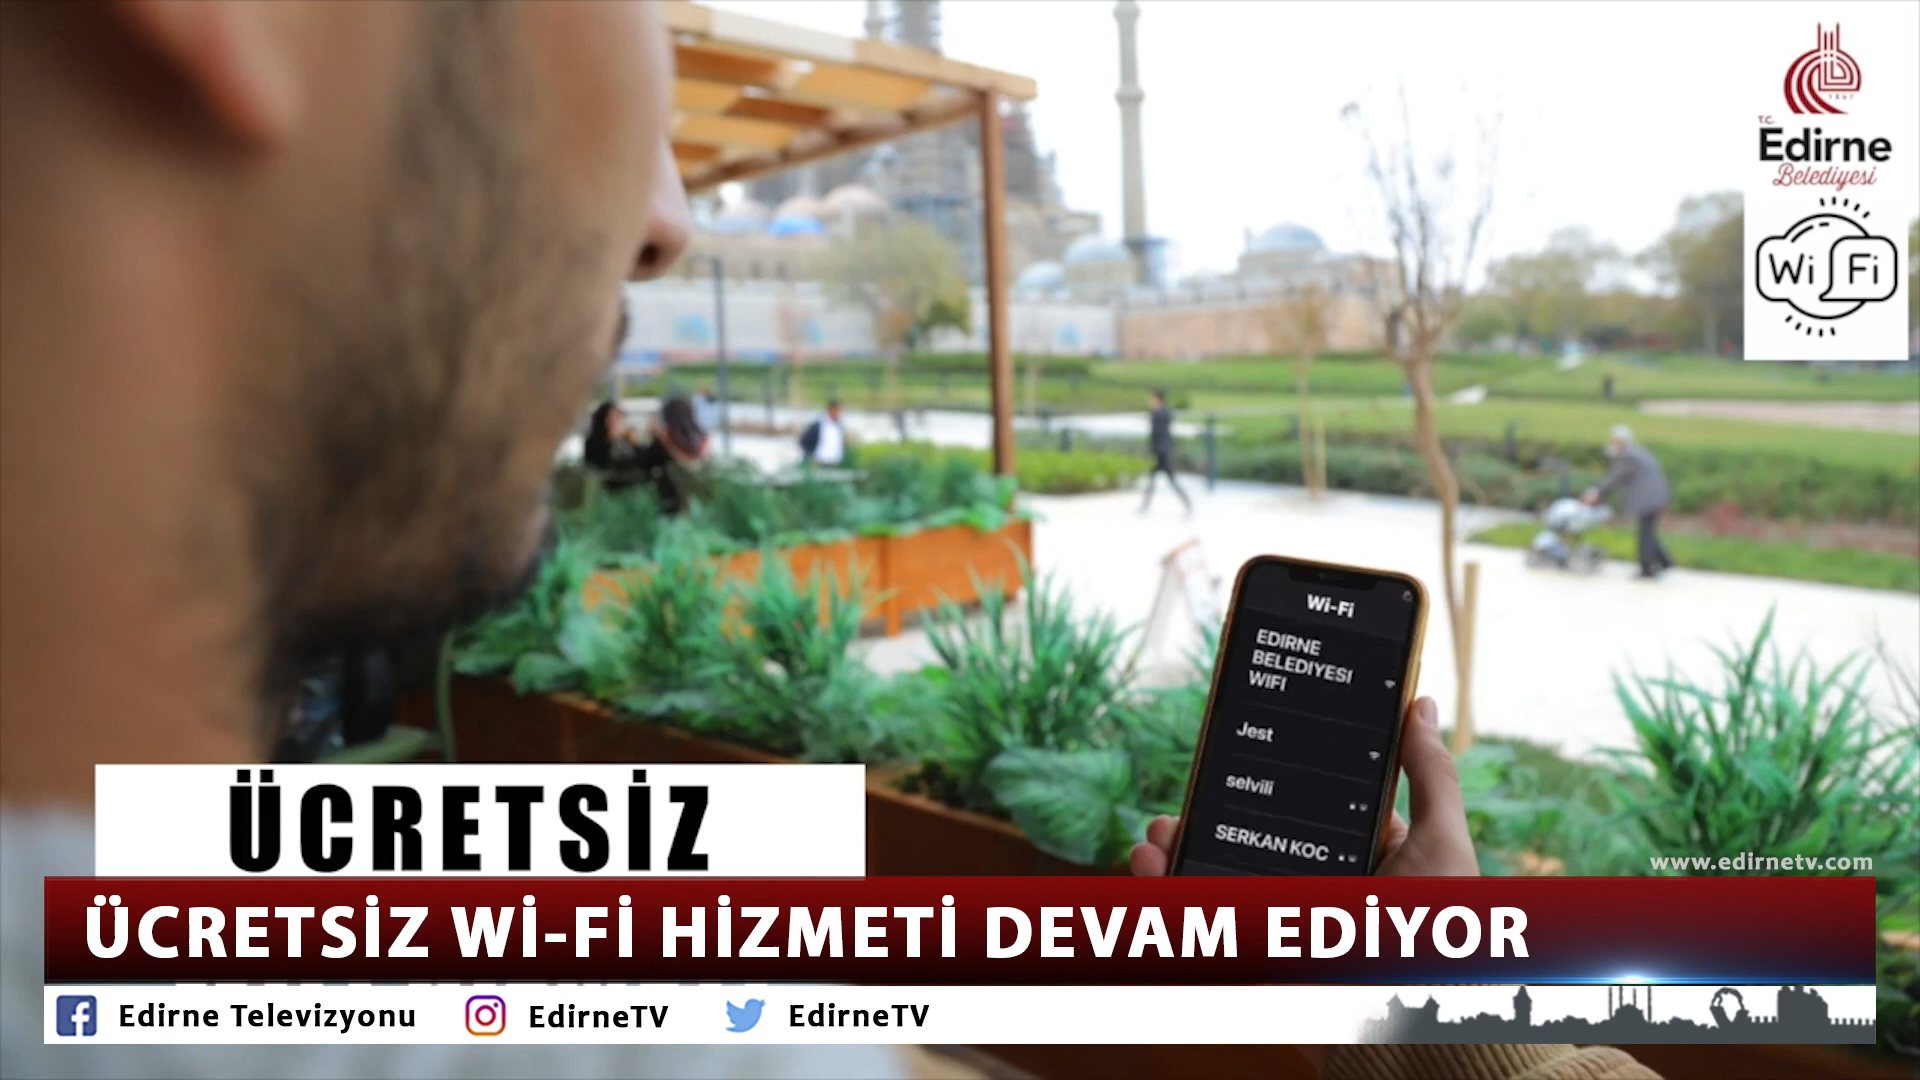 1867
T.C.
Edirne
Belediyesi
Wi Fi
Wi-Fi
EDIRNE
BELEDIYESI
WIFI
Jest
selvili
SERKAN KOC
ÜCRETSİZ
www.edirnetv.com
ÜCRETSİZ Wİ-Fİ HİZMETİ DEVAM EDİYOR
Edirne Televizyonu EdirneTV EdirneTV